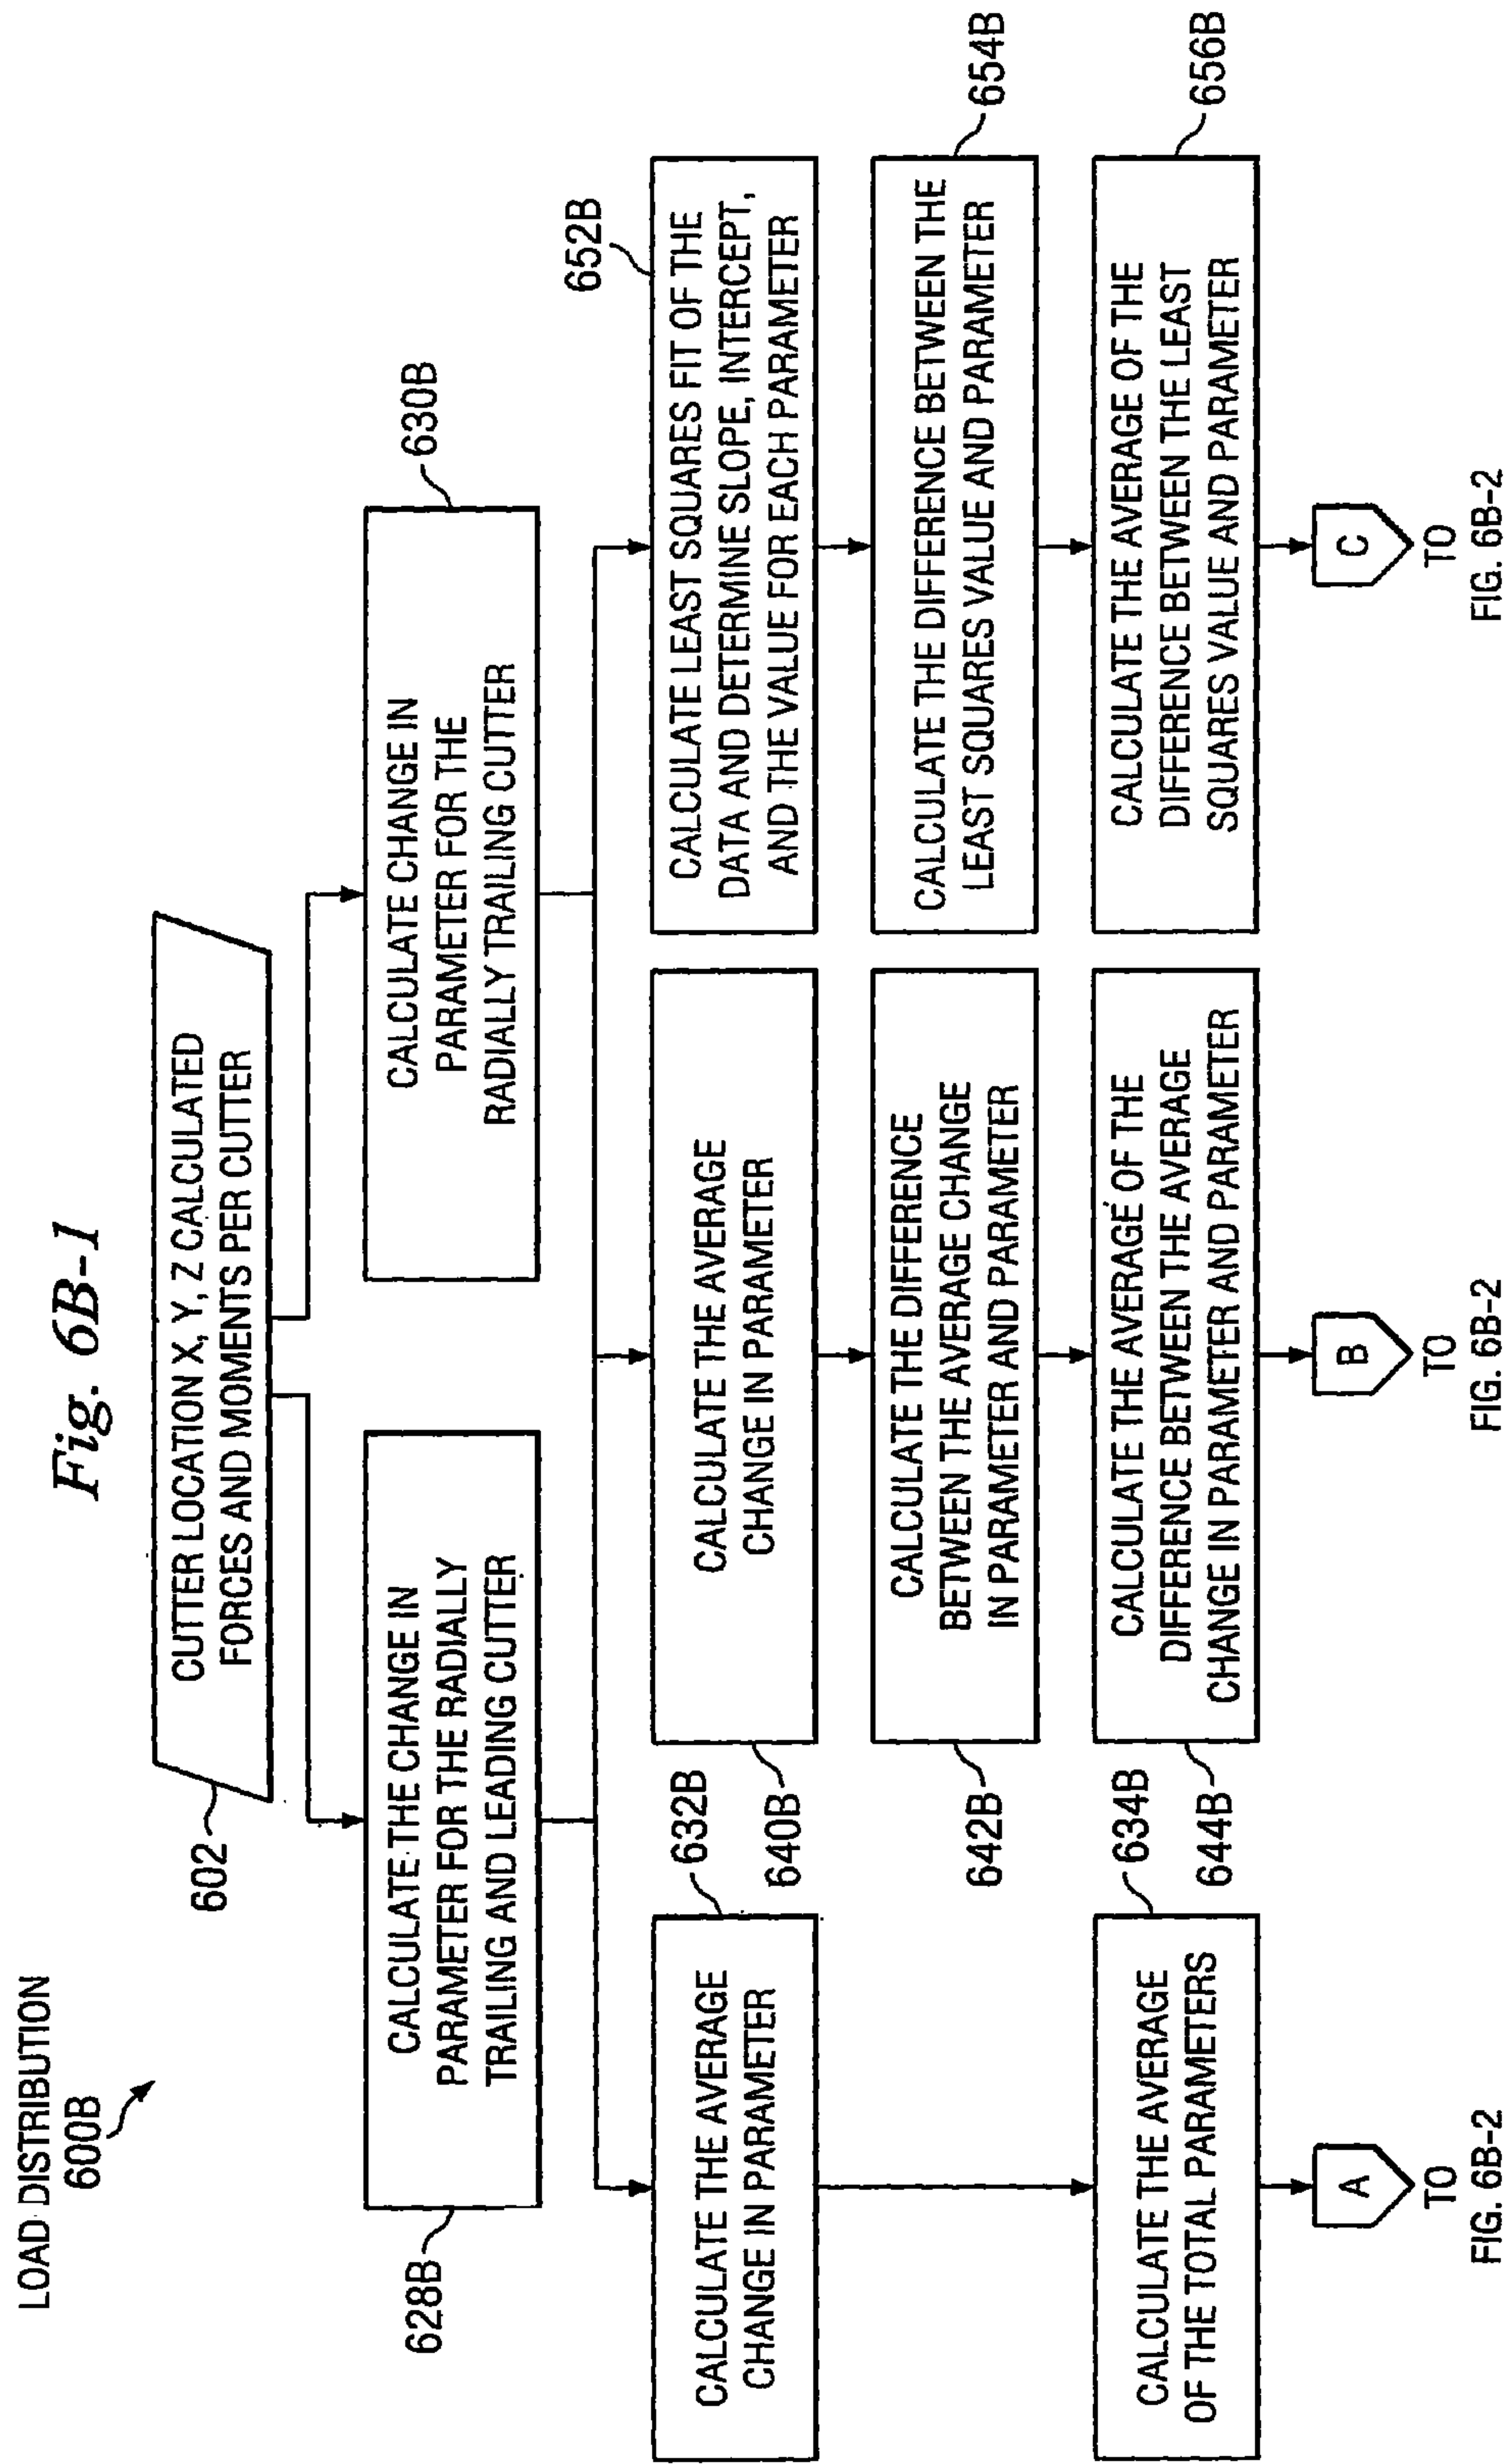 Fig. 6B-1
LOAD DISTRIBUTION
600B
602
CUTTER LOCATION X, Y, Z CALCULATED
FORCES AND MOMENTS PER CUTTER
628B
CALCULATE THE CHANGE IN
PARAMETER FOR THE RADIALLY
TRAILING AND LEADING CUTTER
630B
CALCULATE CHANGE IN
PARAMETER FOR THE
RADIALLY TRAILING CUTTER
632B
CALCULATE THE AVERAGE
CHANGE IN PARAMETER
640B
CALCULATE THE AVERAGE
CHANGE IN PARAMETER
652B
CALCULATE LEAST SQUARES FIT OF THE
DATA AND DETERMINE SLOPE, INTERCEPT,
AND THE VALUE FOR EACH PARAMETER
642B
CALCULATE THE DIFFERENCE
BETWEEN THE AVERAGE CHANGE
IN PARAMETER AND PARAMETER
654B
CALCULATE THE DIFFERENCE BETWEEN THE
LEAST SQUARES VALUE AND PARAMETER
634B
CALCULATE THE AVERAGE
OF THE TOTAL PARAMETERS
644B
CALCULATE THE AVERAGE OF THE
DIFFERENCE BETWEEN THE AVERAGE
CHANGE IN PARAMETER AND PARAMETER
656B
CALCULATE THE AVERAGE OF THE
DIFFERENCE BETWEEN THE LEAST
SQUARES VALUE AND PARAMETER
A
TO
FIG. 6B-2
B
TO
FIG. 6B-2
C
TO
FIG. 6B-2